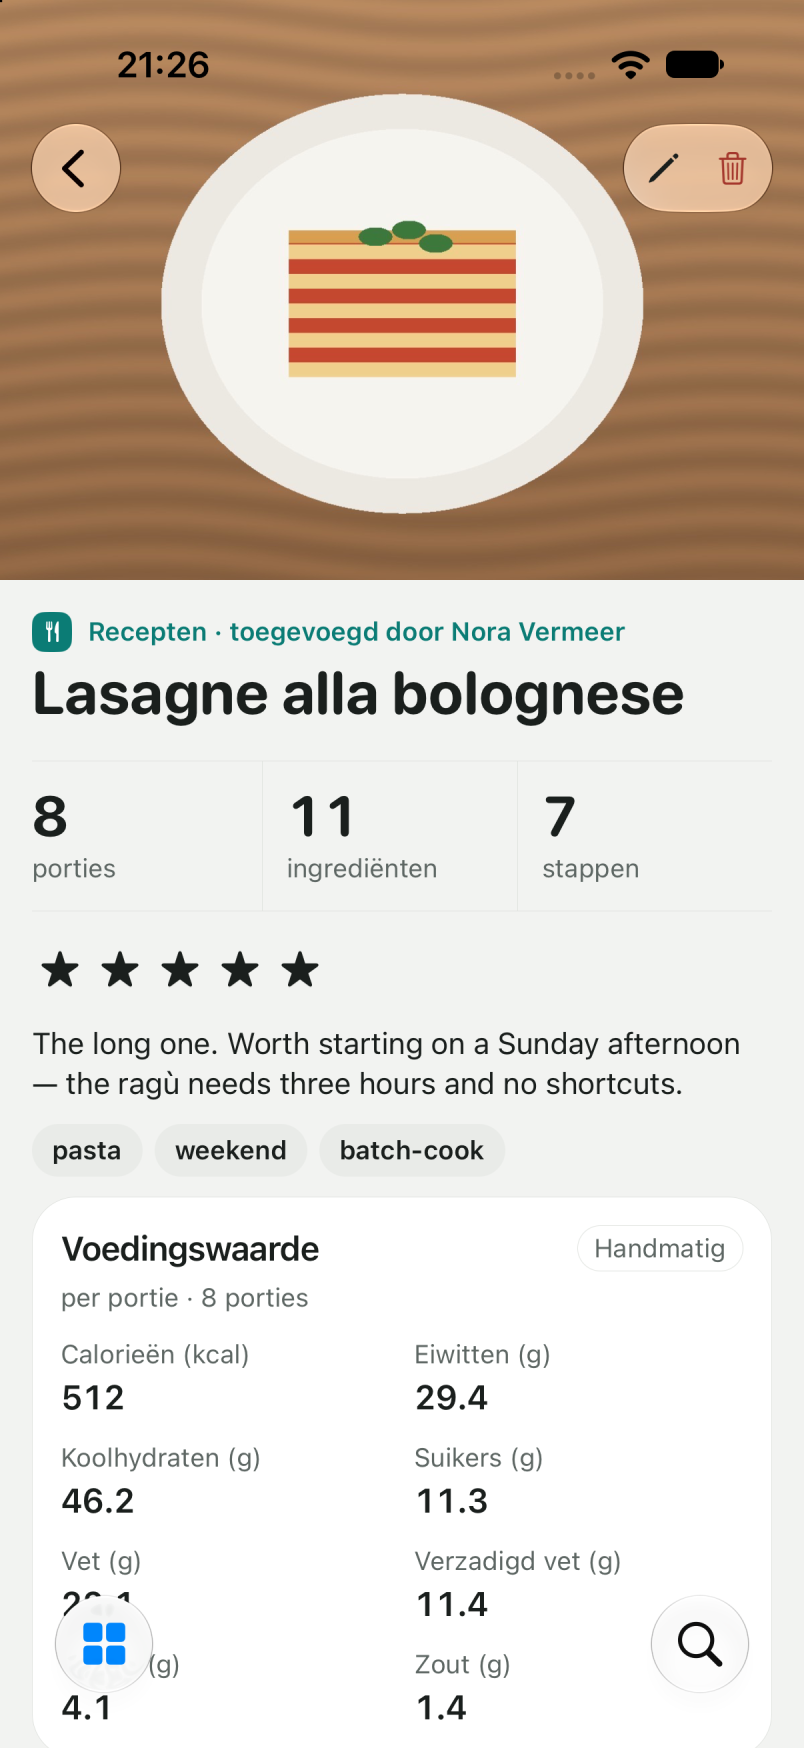 21:26
Recepten · toegevoegd door Nora Vermeer
Lasagne alla bolognese
8
porties
11
ingrediënten
7
stappen
The long one. Worth starting on a Sunday afternoon
— the ragù needs three hours and no shortcuts.
pasta weekend batch-cook
Voedingswaarde
Handmatig
per portie · 8 porties
Calorieën (kcal)
512
Eiwitten (g)
29.4
Koolhydraten (g)
46.2
Suikers (g)
11.3
Vet (g)
Verzadigd vet (g)
11.4
(g)
4.1
Zout (g)
1.4